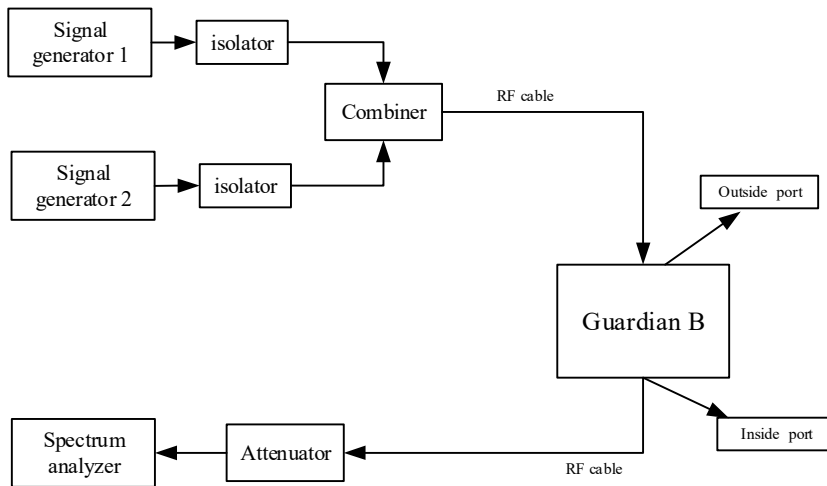 Signal
generator 1
isolator
Combiner
RF cable
Signal
generator 2
isolator
Outside port
Guardian B
Inside port
Spectrum
analyzer
Attenuator
RF cable